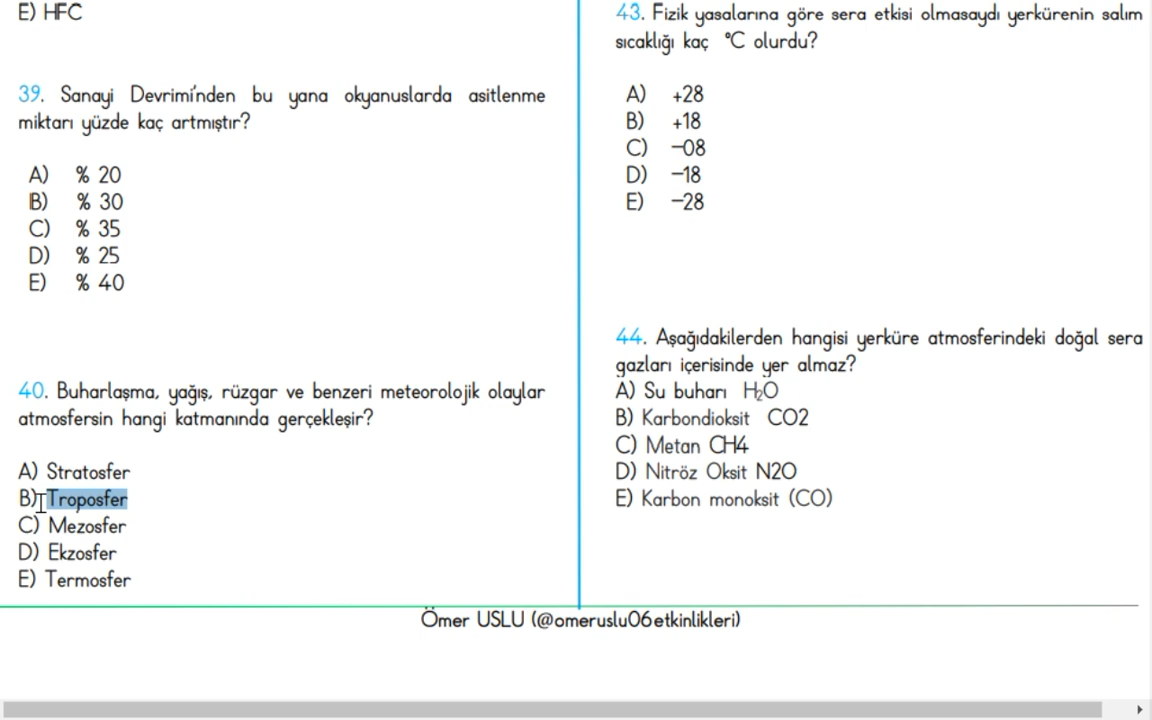 E) HFC
39. Sanayi Devrimi'nden bu yana okyanuslarda asitlenme
miktarı yüzde kaç artmıştır?
A) % 20
B) % 30
C) % 35
D) % 25
E) % 40
40. Buharlaşma, yağış, rüzgar ve benzeri meteorolojik olaylar
atmosfersin hangi katmanında gerçekleşir?
A) Stratosfer
B) Troposfer
C) Mezosfer
D) Ekzosfer
E) Termosfer
43. Fizik yasalarına göre sera etkisi olmasaydı yerkürenin salım
sıcaklığı kaç °C olurdu?
A) +28
B) +18
C) -08
D) -18
E) -28
44. Aşağıdakilerden hangisi yerküre atmosferindeki doğal sera
gazları içerisinde yer almaz?
A) Su buharı H₂O
B) Karbondioksit CO2
C) Metan CH4
D) Nitröz Oksit N2O
E) Karbon monoksit (CO)
Ömer USLU (@omeruslu06etkinlikleri)